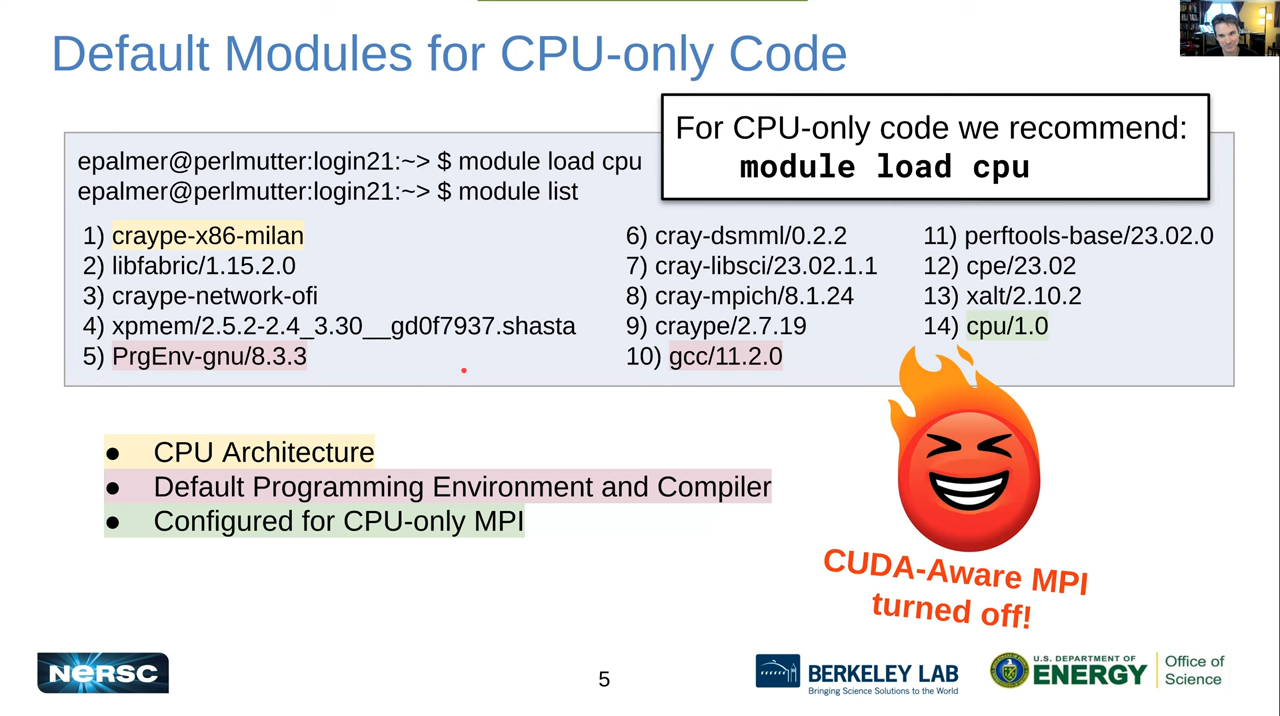 Default Modules for CPU-only Code
For CPU-only code we recommend:
module load cpu
epalmer@perlmutter:login21:~> $ module load cpu
epalmer@perlmutter:login21:~> $ module list
1) craype-x86-milan
2) libfabric/1.15.2.0
3) craype-network-ofi
4) xpmem/2.5.2-2.4_3.30__gd0f7937.shasta
5) PrgEnv-gnu/8.3.3
6) cray-dsmml/0.2.2
7) cray-libsci/23.02.1.1
8) cray-mpich/8.1.24
9) craype/2.7.19
10) gcc/11.2.0
11) perftools-base/23.02.0
12) cpe/23.02
13) xalt/2.10.2
14) cpu/1.0
● CPU Architecture
● Default Programming Environment and Compiler
● Configured for CPU-only MPI
CUDA-Aware MPI
turned off!
NERSC
5
BERKELEY LAB
Bringing Science Solutions to the World
U.S. DEPARTMENT OF
ENERGY
Office of
Science